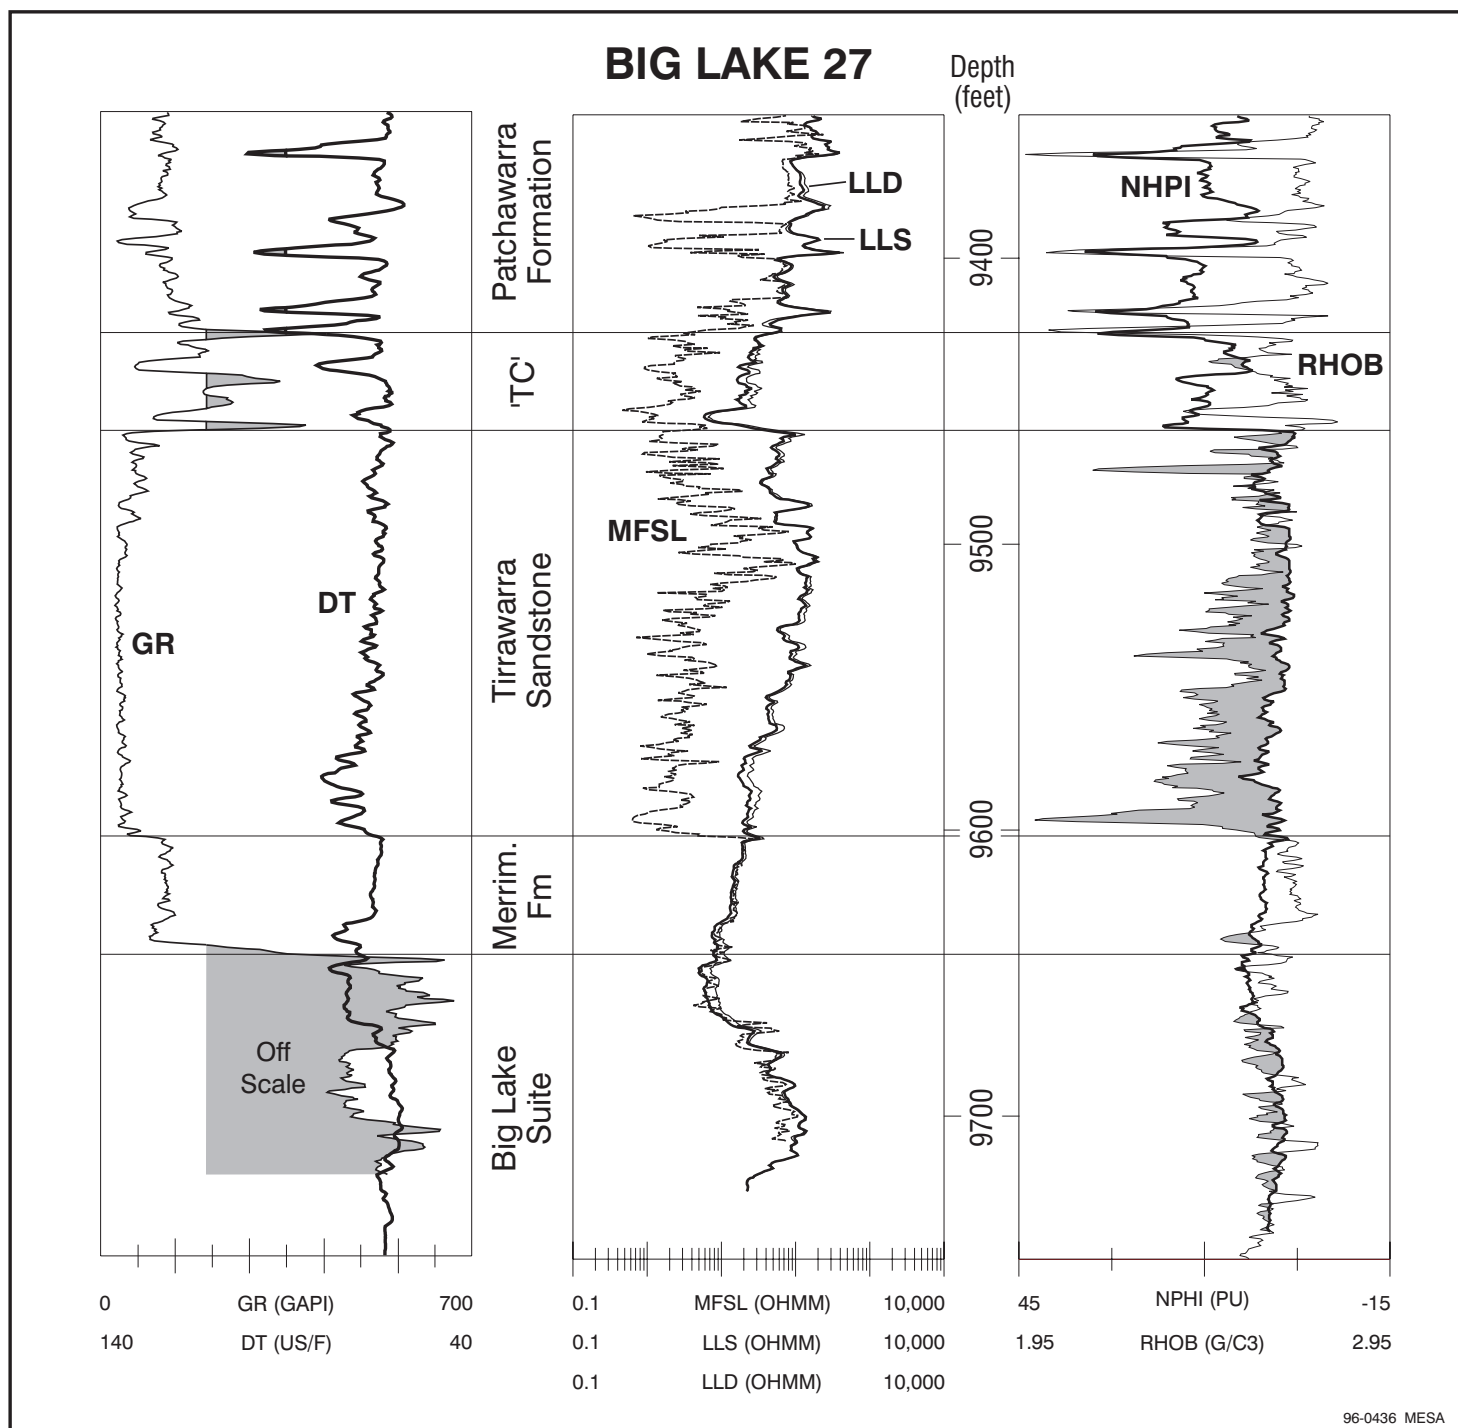 BIG LAKE 27
Depth
(feet)
Patchawarra
Formation
'TC'
Tirrawarra
Sandstone
Merrim.
Fm
Big Lake
Suite
GR
DT
Off
Scale
LLD
LLS
MFSL
9400
9500
9600
9700
NHPI
RHOB
0 GR (GAPI) 700
140 DT (US/F) 40
0.1 MFSL (OHMM) 10,000
0.1 LLS (OHMM) 10,000
0.1 LLD (OHMM) 10,000
45 NPHI (PU) -15
1.95 RHOB (G/C3) 2.95
96-0436 MESA